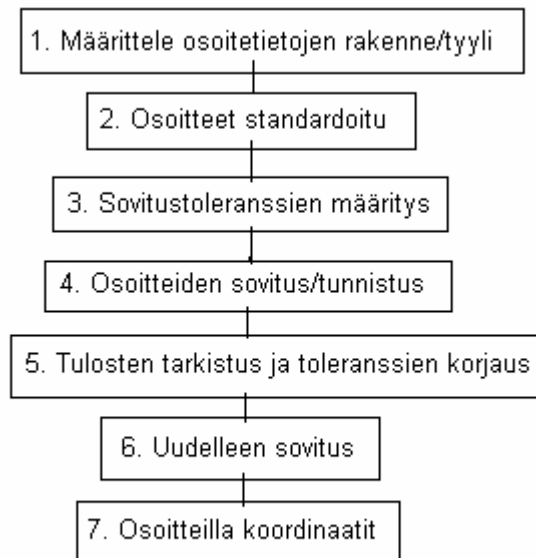 1. Määrittele osoitetietojen rakenne/tyyli
2. Osoitteet standardoitu
3. Sovitustoleranssien määritys
4. Osoitteiden sovitus/tunnistus
5. Tulosten tarkistus ja toleranssien korjaus
6. Uudelleen sovitus
7. Osoitteilla koordinaatit